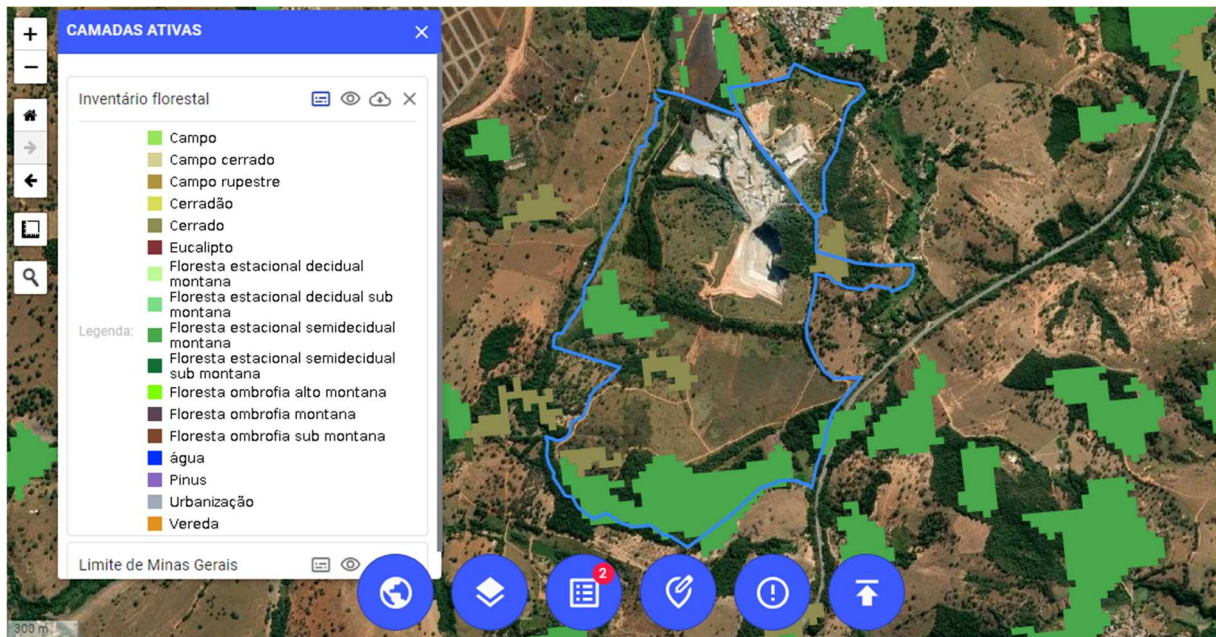 CAMADAS ATIVAS
Inventário florestal
Campo
Campo cerrado
Campo rupestre
Cerradão
Cerrado
Eucalipto
Floresta estacional decidual
montana
Floresta estacional decidual sub
montana
Legenda:
Floresta estacional semidecidual
montana
Floresta estacional semidecidual
sub montana
Floresta ombrofia alto montana
Floresta ombrofia montana
Floresta ombrofia sub montana
água
Pinus
Urbanização
Vereda
Limite de Minas Gerais
2
300 m